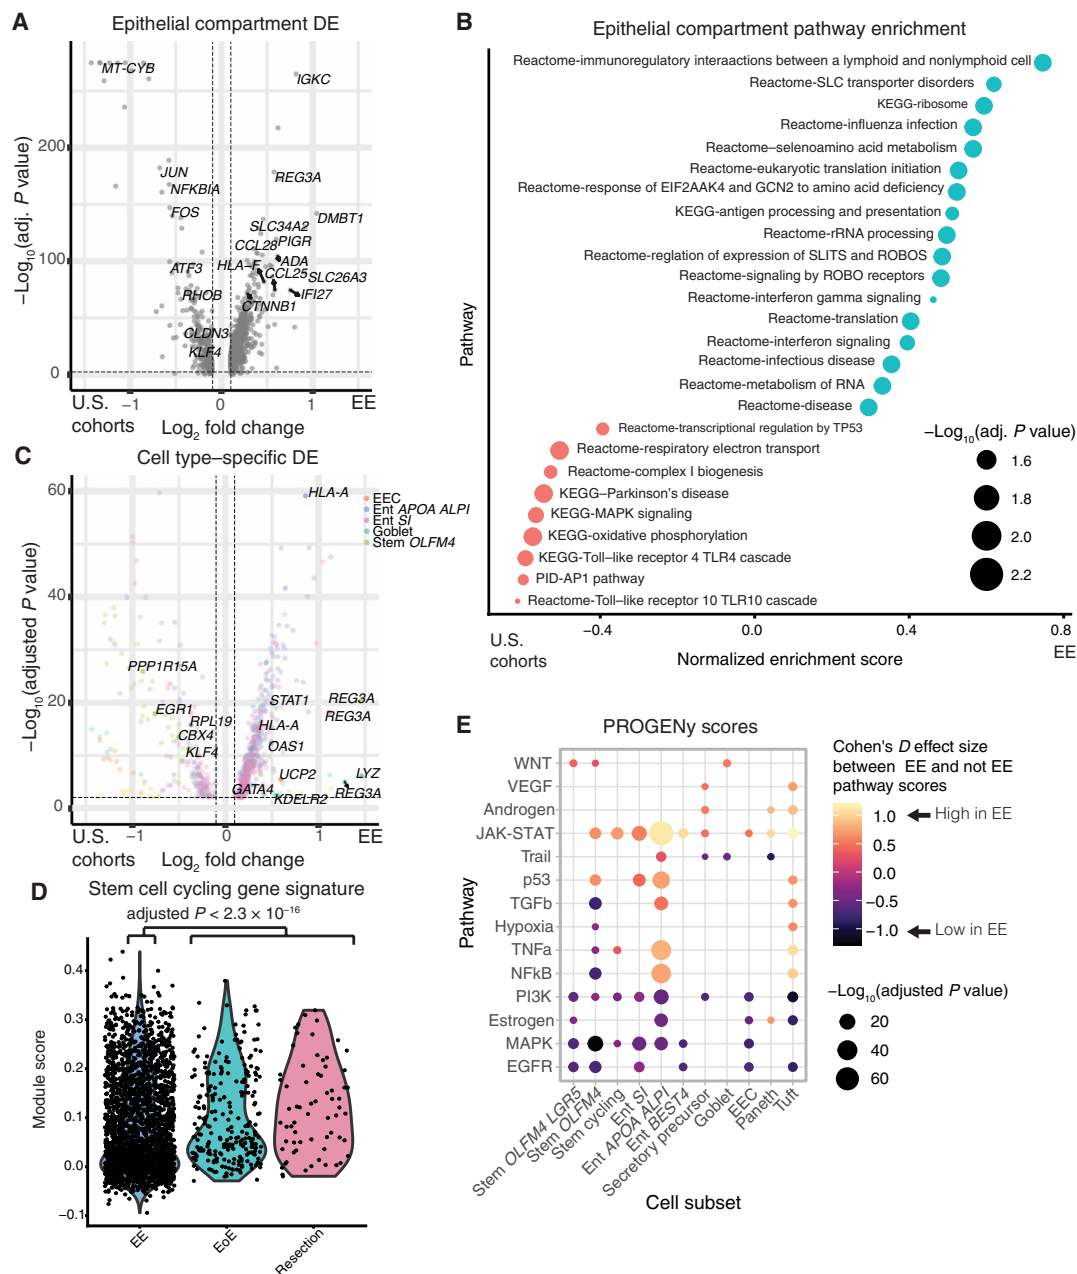 A
Epithelial compartment DE
−Log10(adj. P value)
200
100
0
MT-CYB
IGKC
JUN
NFKBIA
REG3A
FOS
DMBT1
SLC34A2
CCL28
PIGR
ATF3
HLA–F
ADA
CCL25
SLC26A3
RHOB
IFI27
CTNNB1
CLDN3
KLF4
U.S. cohorts
−1
0
1
EE
Log2 fold change
B
Epithelial compartment pathway enrichment
Pathway
Reactome-immunoregulatory interaactions between a lymphoid and nonlymphoid cell
Reactome-SLC transporter disorders
KEGG-ribosome
Reactome-influenza infection
Reactome–selenoamino acid metabolism
Reactome-eukaryotic translation initiation
Reactome-response of EIF2AAK4 and GCN2 to amino acid deficiency
KEGG-antigen processing and presentation
Reactome-rRNA processing
Reactome-reglation of expression of SLITS and ROBOS
Reactome-signaling by ROBO receptors
Reactome-interferon gamma signaling
Reactome-translation
Reactome-interferon signaling
Reactome-infectious disease
Reactome-metabolism of RNA
Reactome-disease
Reactome-transcriptional regulation by TP53
Reactome-respiratory electron transport
Reactome-complex I biogenesis
KEGG–Parkinson's disease
KEGG-MAPK signaling
KEGG-oxidative phosphorylation
KEGG-Toll–like receptor 4 TLR4 cascade
PID-AP1 pathway
Reactome-Toll–like receptor 10 TLR10 cascade
−Log10(adj. P value)
1.6
1.8
2.0
2.2
−0.4
0.0
0.4
0.8
U.S. cohorts
EE
Normalized enrichment score
C
Cell type–specific DE
−Log10(adjusted P value)
60
40
20
0
HLA-A
EEC
Ent APOA ALPI
Ent SI
Goblet
Stem OLFM4
PPP1R15A
EGR1
RPL19
CBX4
KLF4
STAT1
REG3A
REG3A
HLA-A
OAS1
UCP2
LYZ
GATA4
KDELR2
REG3A
U.S. cohorts
−1
0
1
EE
Log2 fold change
D
Stem cell cycling gene signature
adjusted P < 2.3 × 10−16
Module score
0.4
0.3
0.2
0.1
0.0
−0.1
EE
EoE
Resection
E
PROGENy scores
Pathway
WNT
VEGF
Androgen
JAK-STAT
Trail
p53
TGFb
Hypoxia
TNFa
NFkB
PI3K
Estrogen
MAPK
EGFR
Stem OLFM4 LGR5
Stem OLFM4
Stem cycling
Ent SI
Ent APOA ALPI
Ent BEST4
Secretory precursor
Goblet
EEC
Paneth
Tuft
Cell subset
Cohen's D effect size
between EE and not EE
pathway scores
1.0
0.5
0.0
−0.5
−1.0
High in EE
Low in EE
−Log10(adjusted P value)
20
40
60